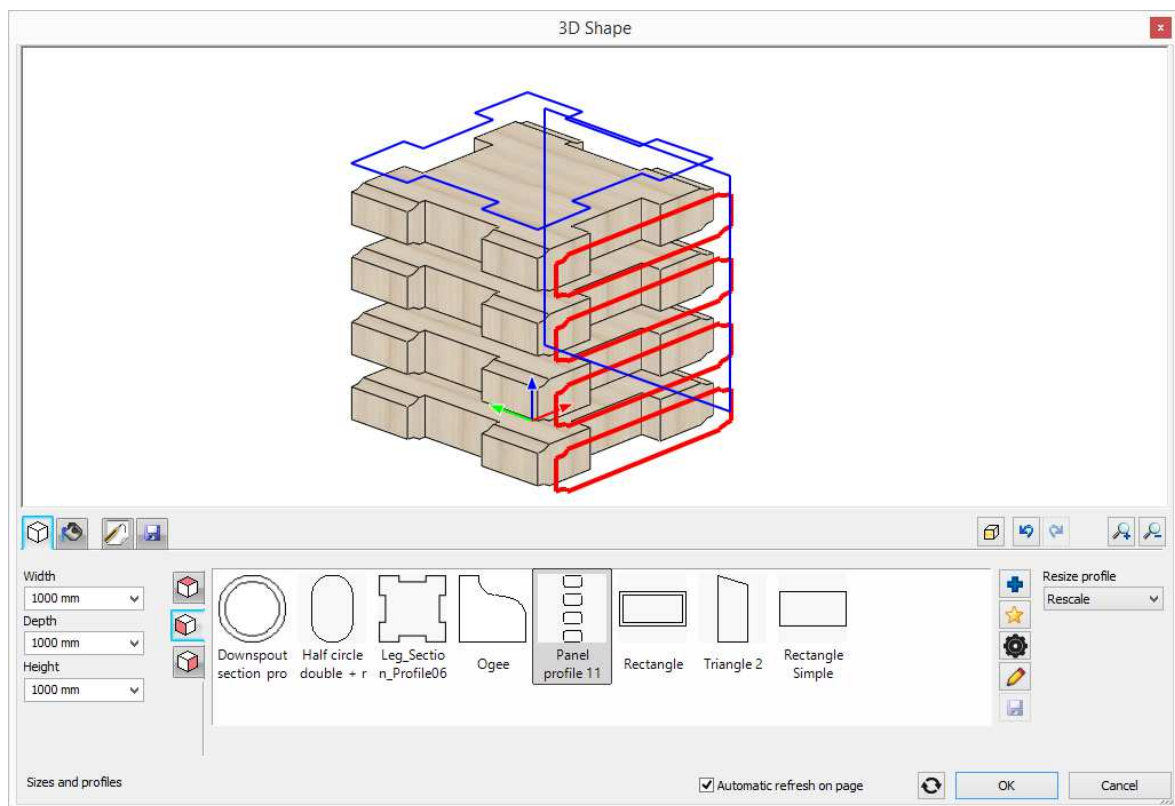 3D Shape
x
Width
1000 mm
Depth
1000 mm
Height
1000 mm
Downspout
section pro
Half circle
double + r
Leg_Sectio
n_Profile06
Ogee
Panel
profile 11
Rectangle
Triangle 2
Rectangle
Simple
Resize profile
Rescale
Sizes and profiles
Automatic refresh on page
OK
Cancel